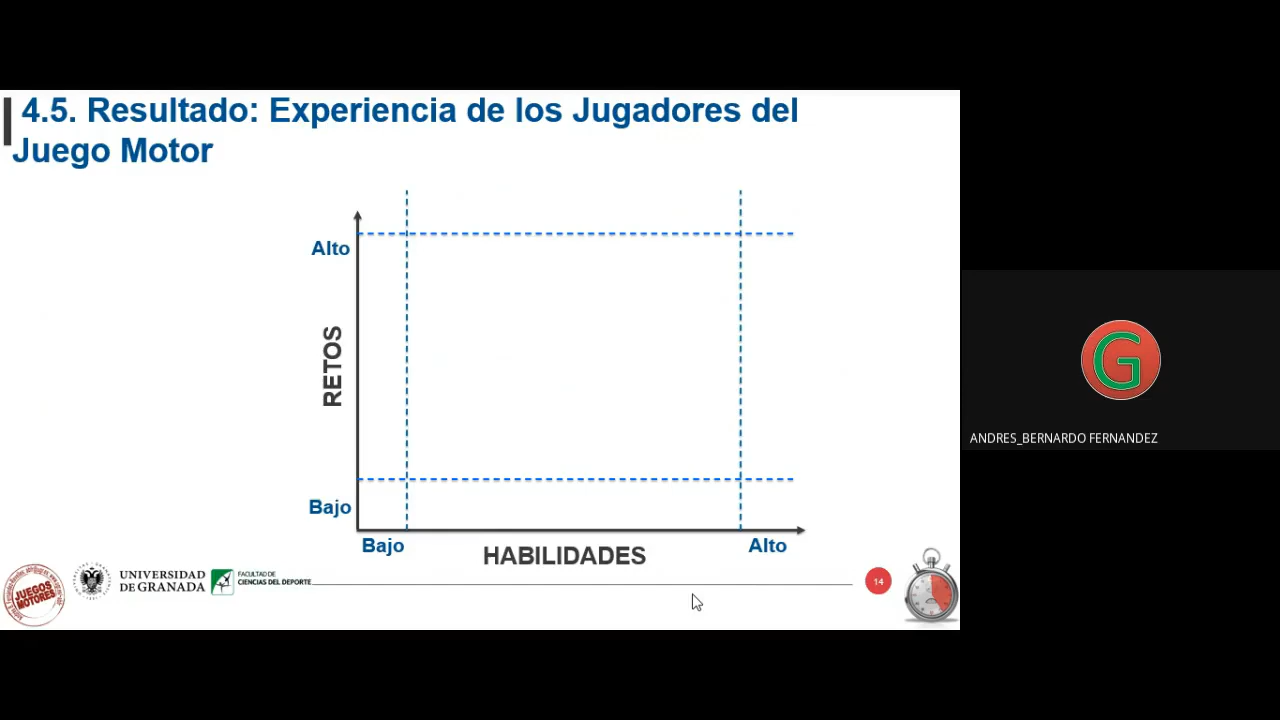 4.5. Resultado: Experiencia de los Jugadores del
Juego Motor
Alto
RETOS
Bajo
Bajo
HABILIDADES
Alto
JUEGOS
MOTORES
UNIVERSIDAD
DE GRANADA
FACULTAD DE
CIENCIAS DEL DEPORTE
14
G
ANDRES_BERNARDO FERNANDEZ